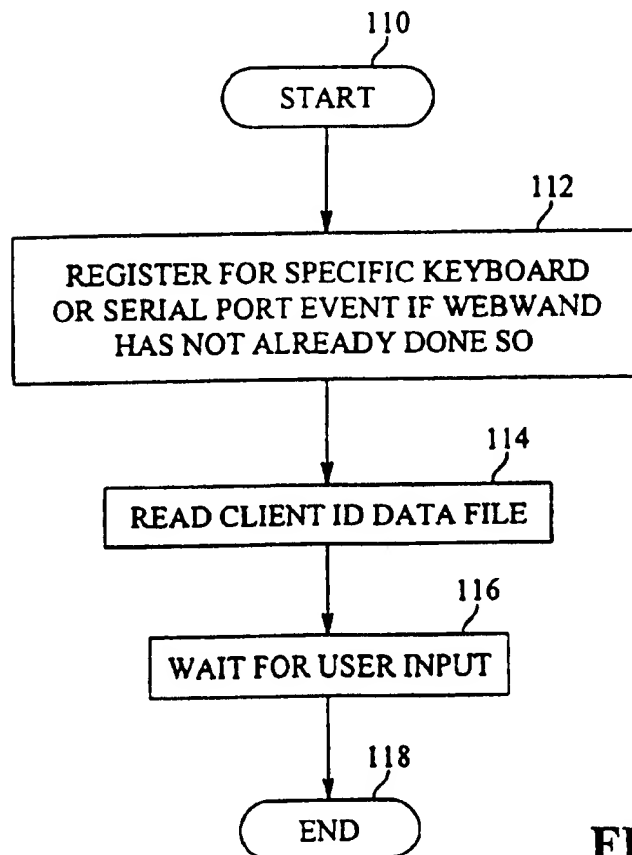 110
START
112
REGISTER FOR SPECIFIC KEYBOARD
OR SERIAL PORT EVENT IF WEBWAND
HAS NOT ALREADY DONE SO
114
READ CLIENT ID DATA FILE
116
WAIT FOR USER INPUT
118
END